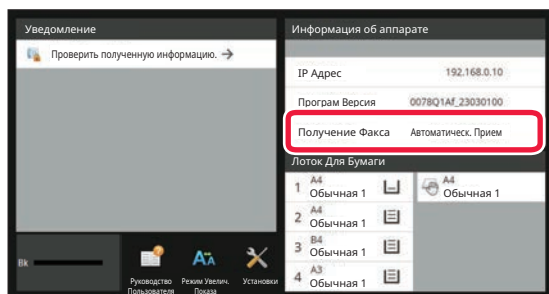 Уведомление
Проверить полученную информацию. →
Информация об аппарате
IP Адрес 192.168.0.10
Програм Версия 0078Q1Af_23030100
Получение Факса Автоматическ. Прием
Лоток Для Бумаги
1 A4 Обычная 1
A4 Обычная 1
2 A4 Обычная 1
3 B4 Обычная 1
4 A3 Обычная 1
Bk
Руководство Пользователя
Режим Увелич. Показа
Установки